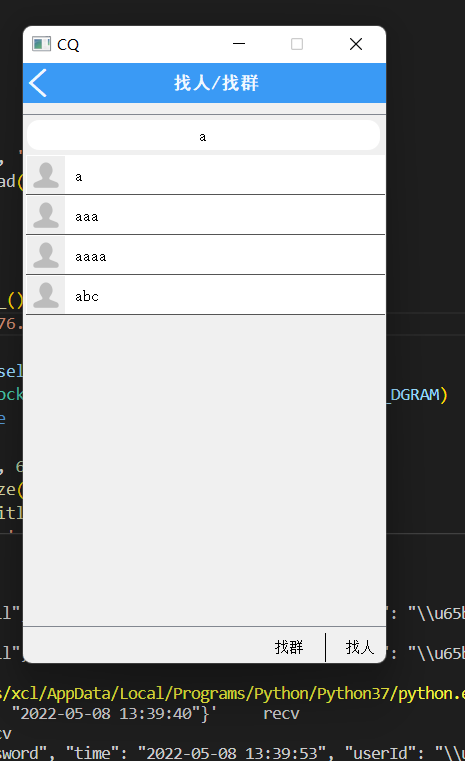 CQ
找人/找群
a
a
aaa
aaaa
abc
找群
找人
, '
ad(
_()
76.
sel
ock
_DGRAM)
e
, 6
ze(
itl
ll"
": "\\u65b
ll"
": "\\u65b
s/xcl/AppData/Local/Programs/Python/Python37/python.e
"2022-05-08 13:39:40"}' recv
cv
sword", "time": "2022-05-08 13:39:53", "userId": "\\u